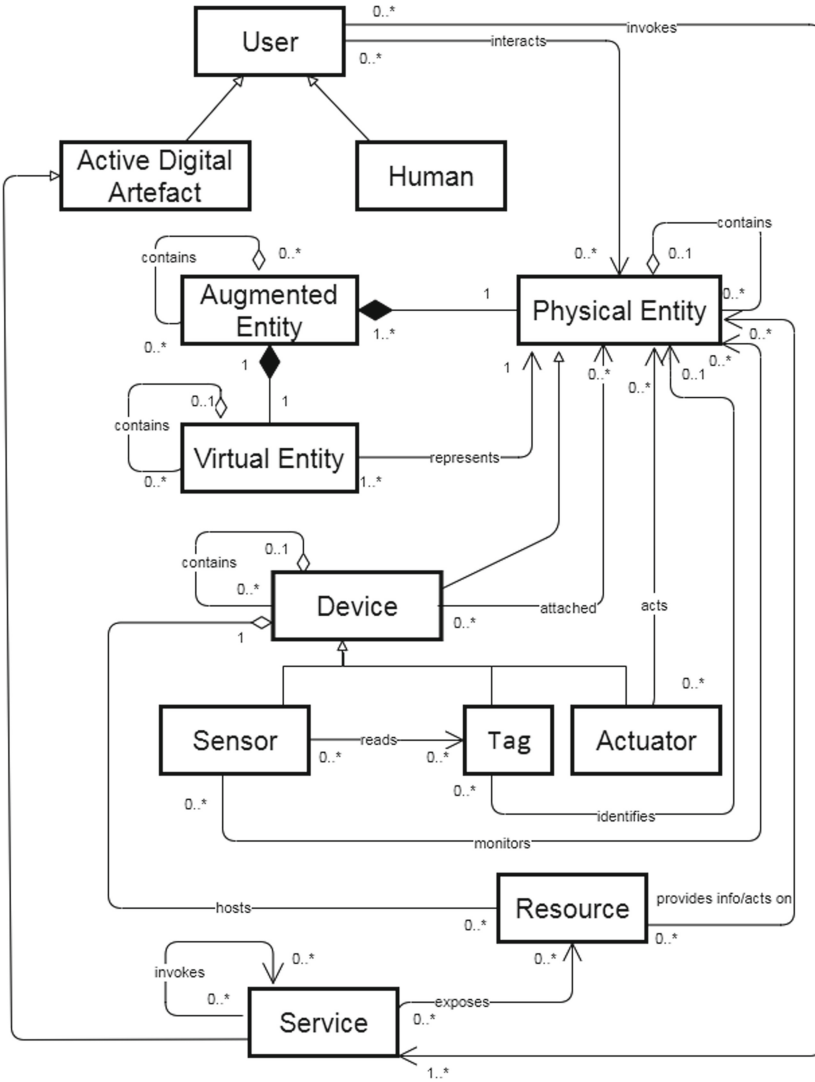 0..*
User
invokes
interacts
0..*
Active Digital
Artefact
Human
contains
0..*
contains
0..*
0..1
Augmented
Entity
1
Physical Entity
0..*
1..*
0..*
0..*
1
1
0..*
0..*
0..1
0..1
0..*
1
contains
Virtual Entity
represents
0..*
1..*
0..1
contains
0..*
Device
attached
acts
0..*
1
0..*
Sensor
reads
Tag
Actuator
0..*
0..*
0..*
0..*
identifies
monitors
provides info/acts on
hosts
Resource
0..*
0..*
0..*
0..*
invokes
0..*
exposes
0..*
Service
1..*